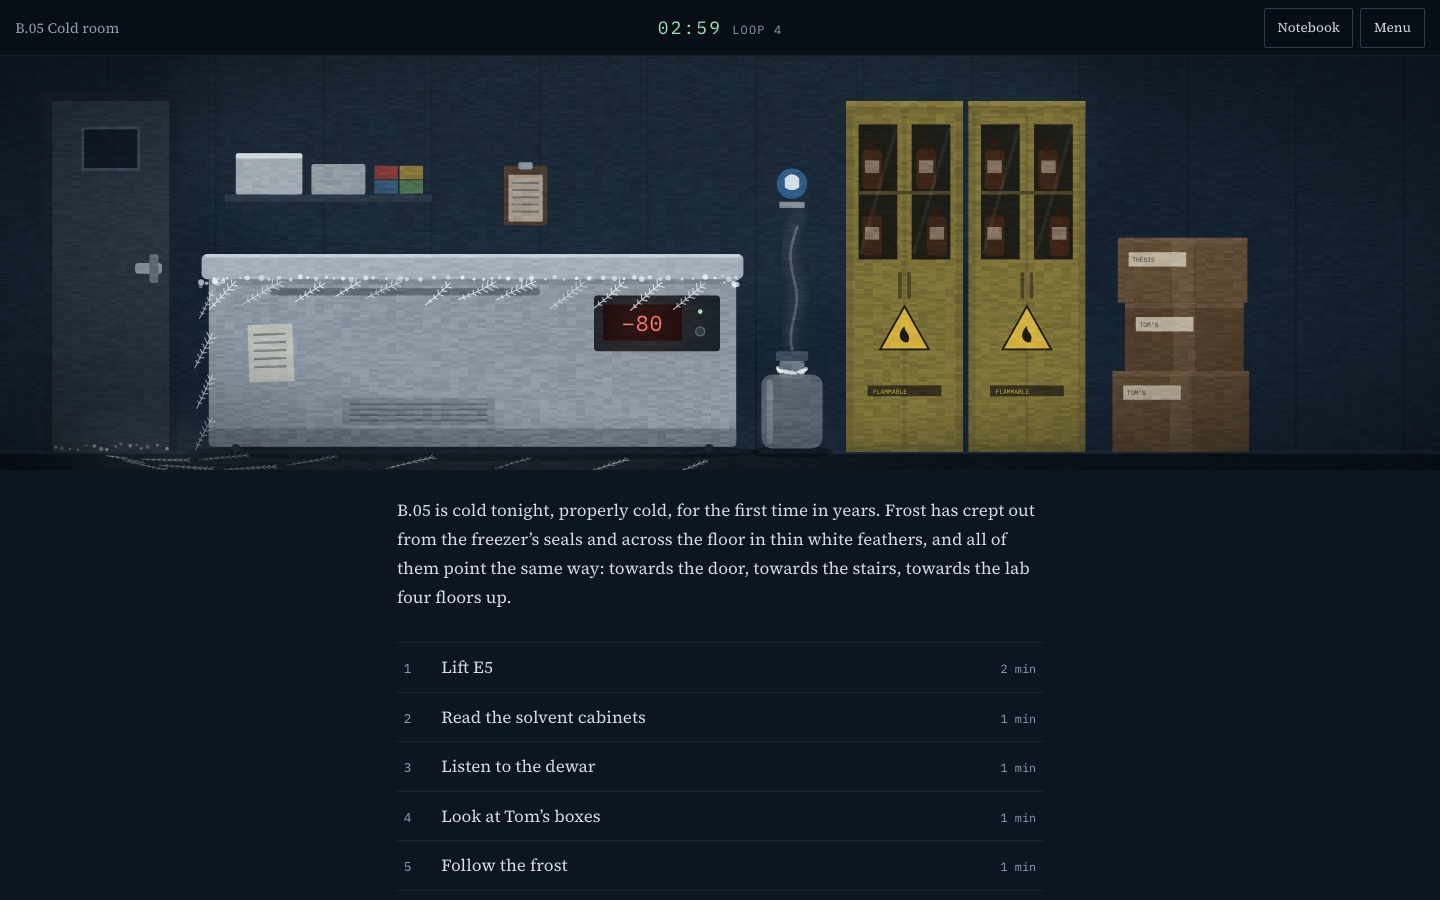 B.05 Cold room
02:59 LOOP 4
Notebook
Menu
THESIS
TOM'S
TOM'S
−80
FLAMMABLE
FLAMMABLE
B.05 is cold tonight, properly cold, for the first time in years. Frost has crept out
from the freezer’s seals and across the floor in thin white feathers, and all of
them point the same way: towards the door, towards the stairs, towards the lab
four floors up.
1 Lift E5 2 min
2 Read the solvent cabinets 1 min
3 Listen to the dewar 1 min
4 Look at Tom’s boxes 1 min
5 Follow the frost 1 min